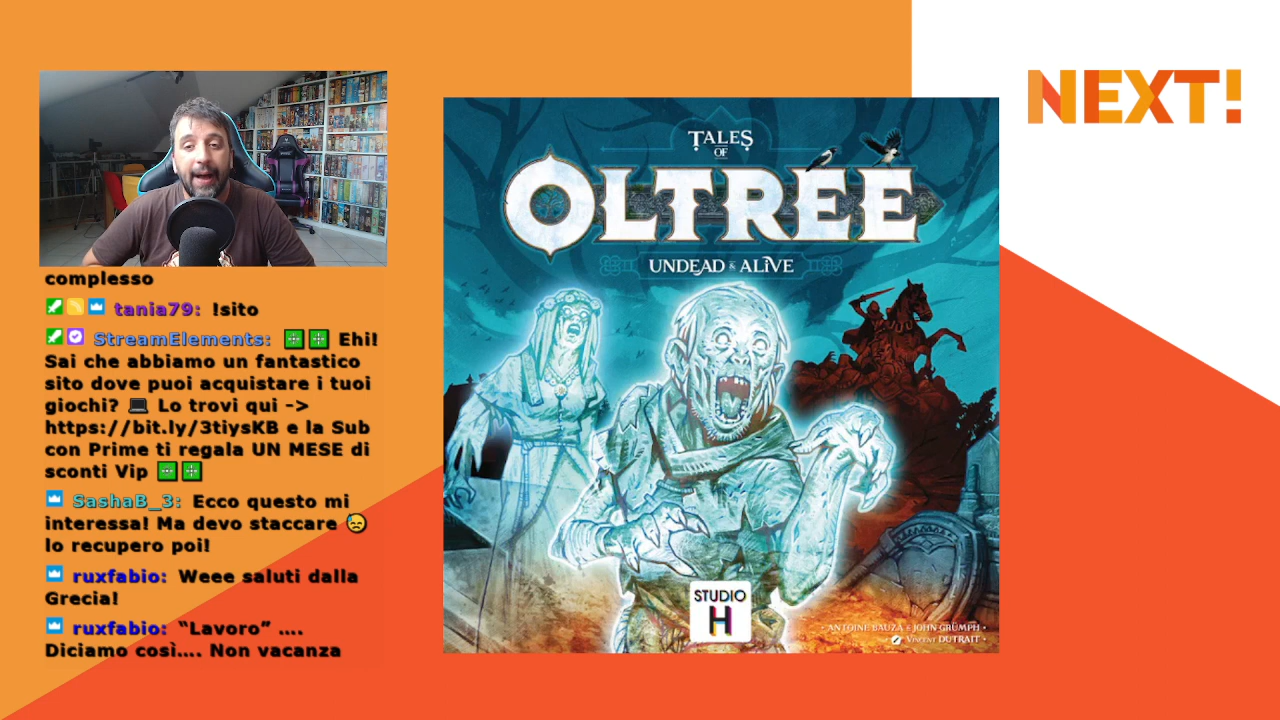 NEXT!
TALES
OF
OLTRÉE
UNDEAD & ALIVE
STUDIO
H
• ANTOINE BAUZA & JOHN GRÜMPH •
VINCENT DUTRAIT •
complesso
tania79: !sito
StreamElements: Ehi!
Sai che abbiamo un fantastico
sito dove puoi acquistare i tuoi
giochi? 💻 Lo trovi qui ->
https://bit.ly/3tiysKB e la Sub
con Prime ti regala UN MESE di
sconti Vip
SashaB_3: Ecco questo mi
interessa! Ma devo staccare 😓
lo recupero poi!
ruxfabio: Weee saluti dalla
Grecia!
ruxfabio: “Lavoro” ....
Diciamo così.... Non vacanza